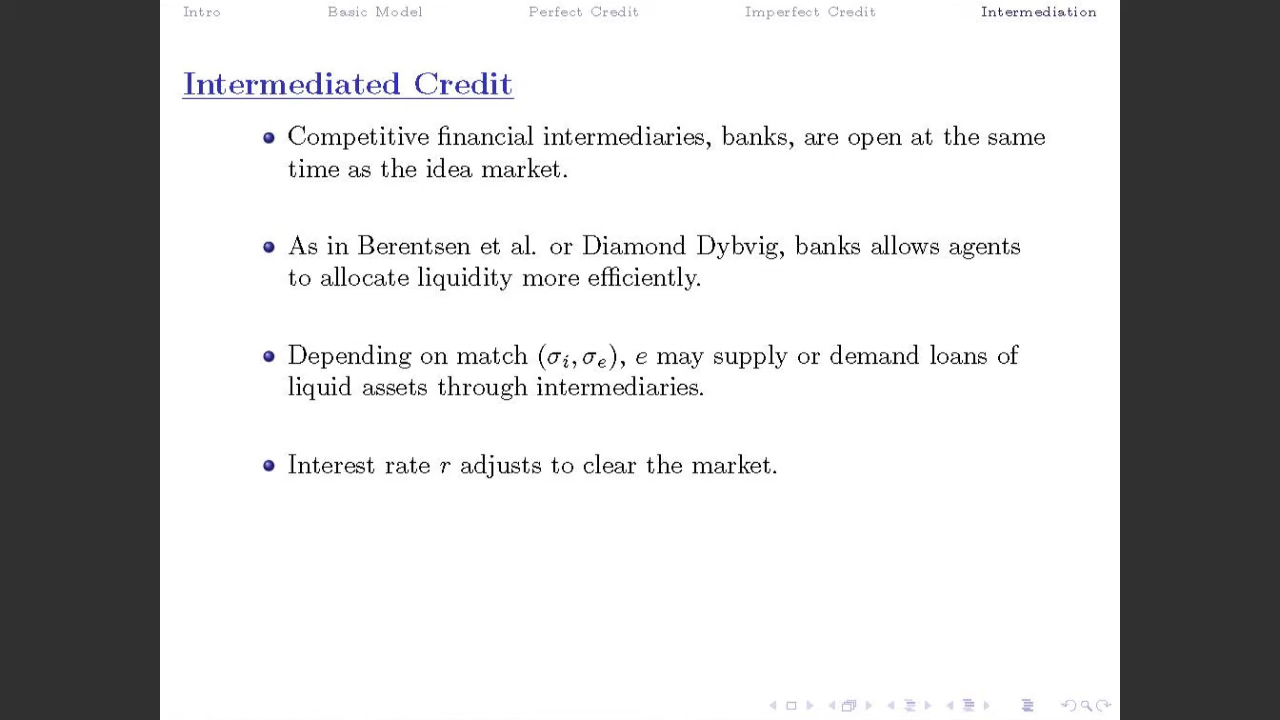 Intro Basic Model Perfect Credit Imperfect Credit Intermediation
Intermediated Credit
Competitive financial intermediaries, banks, are open at the same
time as the idea market.
As in Berentsen et al. or Diamond Dybvig, banks allows agents
to allocate liquidity more efficiently.
Depending on match (σᵢ, σₑ), e may supply or demand loans of
liquid assets through intermediaries.
Interest rate r adjusts to clear the market.